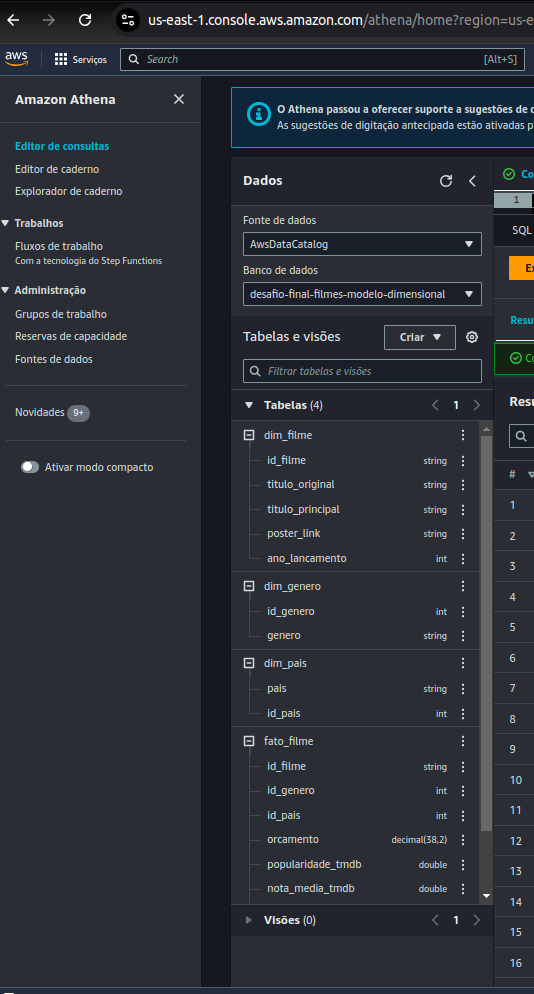 us-east-1.console.aws.amazon.com/athena/home?region=us-e
aws
Serviços
Search
[Alt+S]
Amazon Athena
Editor de consultas
Editor de caderno
Explorador de caderno
Trabalhos
Fluxos de trabalho
Com a tecnologia do Step Functions
Administração
Grupos de trabalho
Reservas de capacidade
Fontes de dados
Novidades 9+
Ativar modo compacto
O Athena passou a oferecer suporte a sugestões de
As sugestões de digitação antecipada estão ativadas
Dados
Fonte de dados
AwsDataCatalog
Banco de dados
desafio-final-filmes-modelo-dimensional
Tabelas e visões
Criar
Filtrar tabelas e visões
Tabelas (4)
1
dim_filme
id_filme string
titulo_original string
titulo_principal string
poster_link string
ano_lancamento int
dim_genero
id_genero int
genero string
dim_pais
pais string
id_pais int
fato_filme
id_filme string
id_genero int
id_pais int
orcamento decimal(38,2)
popularidade_tmdb double
nota_media_tmdb double
Visões (0)
1
Co
1
SQL
Ex
Resu
Co
Resu
#
1
2
3
4
5
6
7
8
9
10
11
12
13
14
15
16